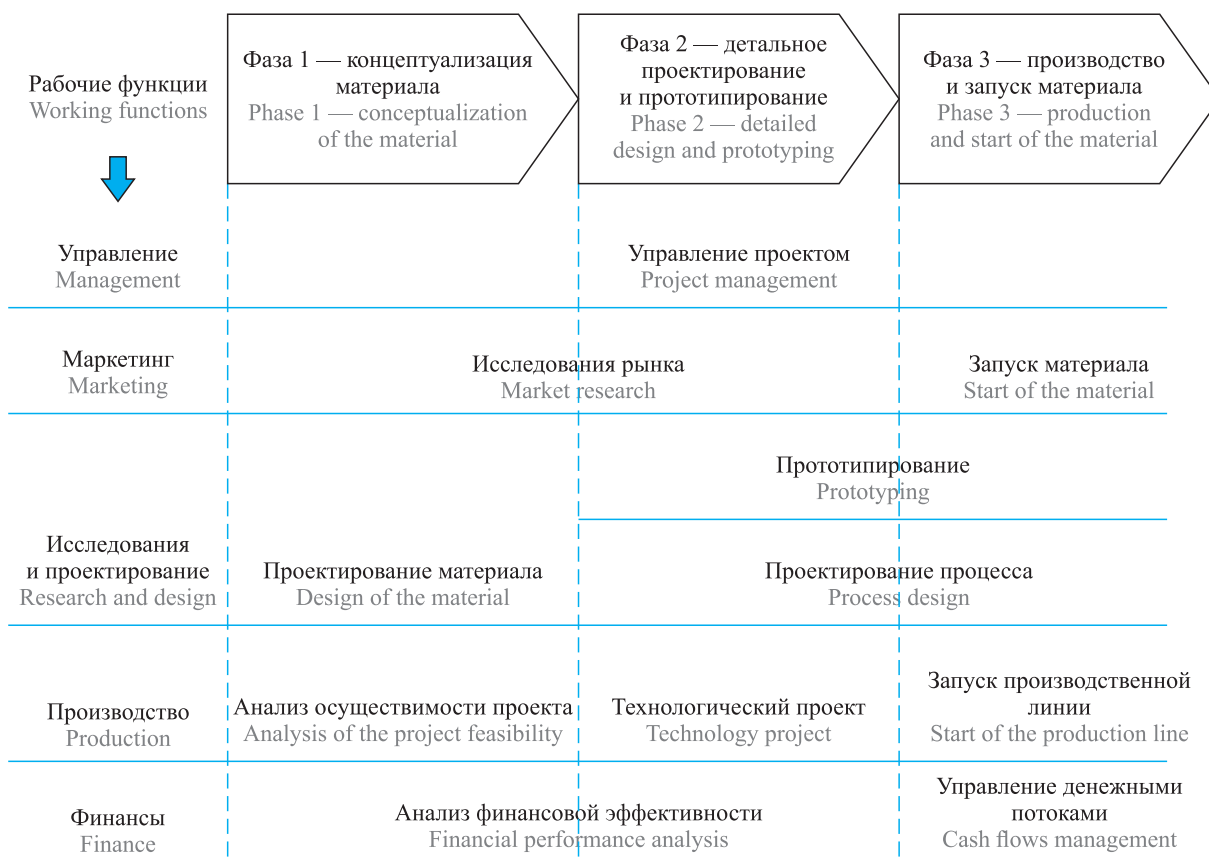 Рабочие функции
Working functions
Фаза 1 — концептуализация
материала
Phase 1 — conceptualization
of the material
Фаза 2 — детальное
проектирование
и прототипирование
Phase 2 — detailed
design and prototyping
Фаза 3 — производство
и запуск материала
Phase 3 — production
and start of the material
Управление
Management
Управление проектом
Project management
Маркетинг
Marketing
Исследования рынка
Market research
Запуск материала
Start of the material
Прототипирование
Prototyping
Исследования
и проектирование
Research and design
Проектирование материала
Design of the material
Проектирование процесса
Process design
Производство
Production
Анализ осуществимости проекта
Analysis of the project feasibility
Технологический проект
Technology project
Запуск производственной
линии
Start of the production line
Финансы
Finance
Анализ финансовой эффективности
Financial performance analysis
Управление денежными
потоками
Cash flows management